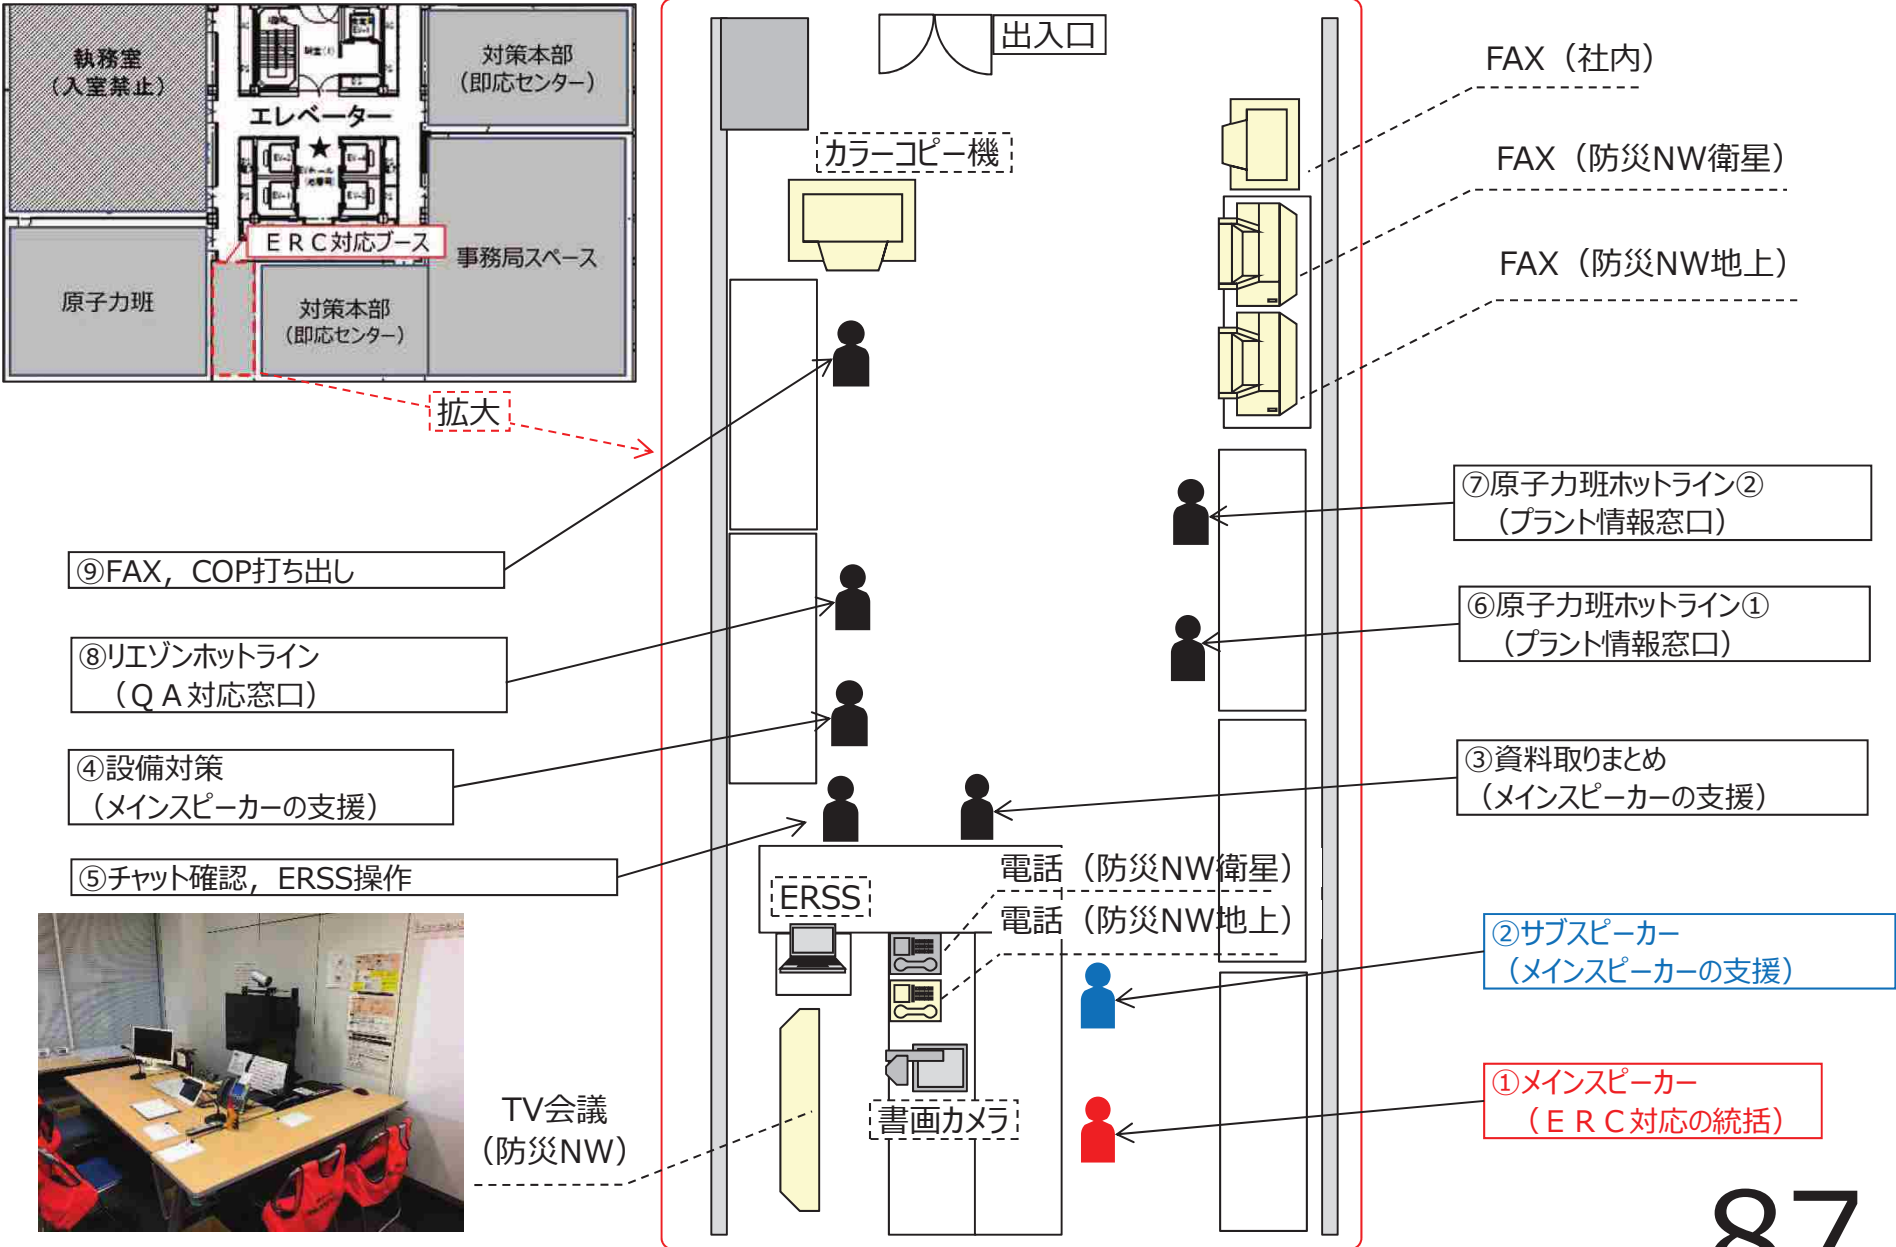 執務室
（入室禁止）
エレベーター
★
対策本部
（即応センター）
ＥＲＣ対応ブース
事務局スペース
原子力班
対策本部
（即応センター）
拡大
出入口
カラーコピー機
FAX（社内）
FAX（防災NW衛星）
FAX（防災NW地上）
⑦原子力班ホットライン②
（プラント情報窓口）
⑥原子力班ホットライン①
（プラント情報窓口）
⑨FAX，COP打ち出し
⑧リエゾンホットライン
（ＱＡ対応窓口）
④設備対策
（メインスピーカーの支援）
③資料取りまとめ
（メインスピーカーの支援）
⑤チャット確認，ERSS操作
ERSS
電話（防災NW衛星）
電話（防災NW地上）
②サブスピーカー
（メインスピーカーの支援）
①メインスピーカー
（ＥＲＣ対応の統括）
書画カメラ
TV会議
（防災NW）
87